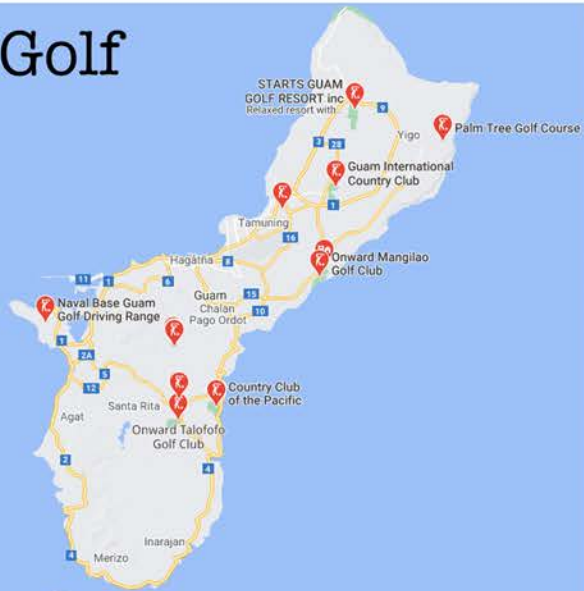 Golf
STARTS GUAM
GOLF RESORT inc
Relaxed resort with
9
Yigo
Palm Tree Golf Course
3
28
Guam International
Country Club
1
Tamuning
16
Hagåtña
8
Onward Mangilao
Golf Club
11
1
6
Naval Base Guam
Golf Driving Range
Guam
15
Chalan
Pago Ordot
10
1
2A
5
12
Country Club
of the Pacific
Santa Rita
Agat
Onward Talofofo
Golf Club
2
4
Inarajan
4
Merizo